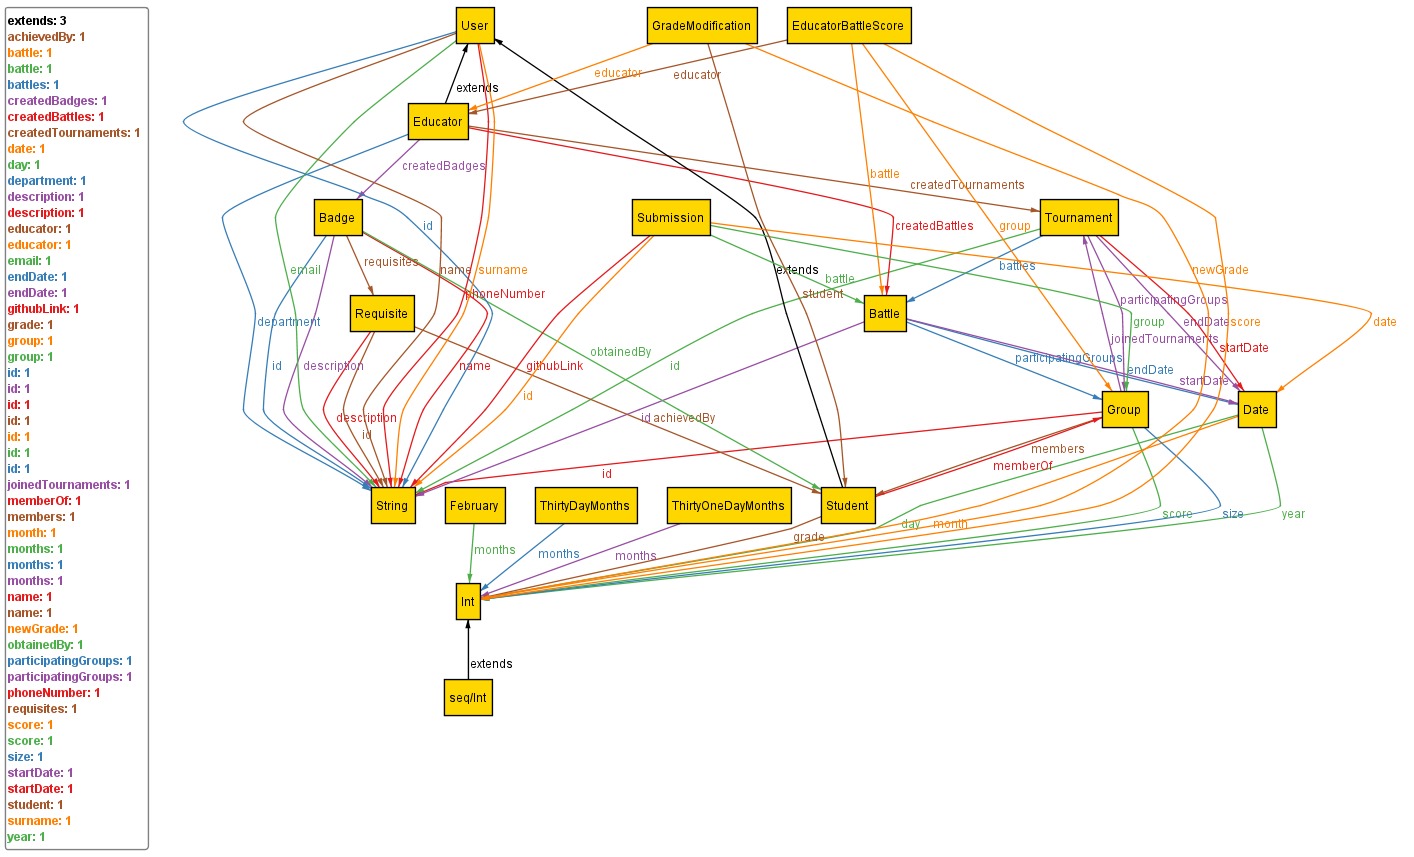 extends: 3
achievedBy: 1
battle: 1
battle: 1
battles: 1
createdBadges: 1
createdBattles: 1
createdTournaments: 1
date: 1
day: 1
department: 1
description: 1
description: 1
educator: 1
educator: 1
email: 1
endDate: 1
endDate: 1
githubLink: 1
grade: 1
group: 1
group: 1
id: 1
id: 1
id: 1
id: 1
id: 1
id: 1
id: 1
joinedTournaments: 1
memberOf: 1
members: 1
month: 1
months: 1
months: 1
months: 1
name: 1
name: 1
newGrade: 1
obtainedBy: 1
participatingGroups: 1
participatingGroups: 1
phoneNumber: 1
requisites: 1
score: 1
score: 1
size: 1
startDate: 1
startDate: 1
student: 1
surname: 1
year: 1
User
GradeModification
EducatorBattleScore
educator
educator
extends
Educator
createdBadges
battle
createdTournaments
Badge
Submission
Tournament
id
createdBattles
group
requisites
email
name
surname
extends
battle
battles
newGrade
phoneNumber
student
participatingGroups
Requisite
Battle
department
group
endDate
score
date
joinedTournaments
obtainedBy
startDate
id
description
name
githubLink
id
participatingGroups
endDate
startDate
id
Group
Date
description
id
achievedBy
id
members
memberOf
id
String
February
ThirtyDayMonths
ThirtyOneDayMonths
Student
day
month
score
size
year
grade
months
months
months
Int
extends
seq/Int